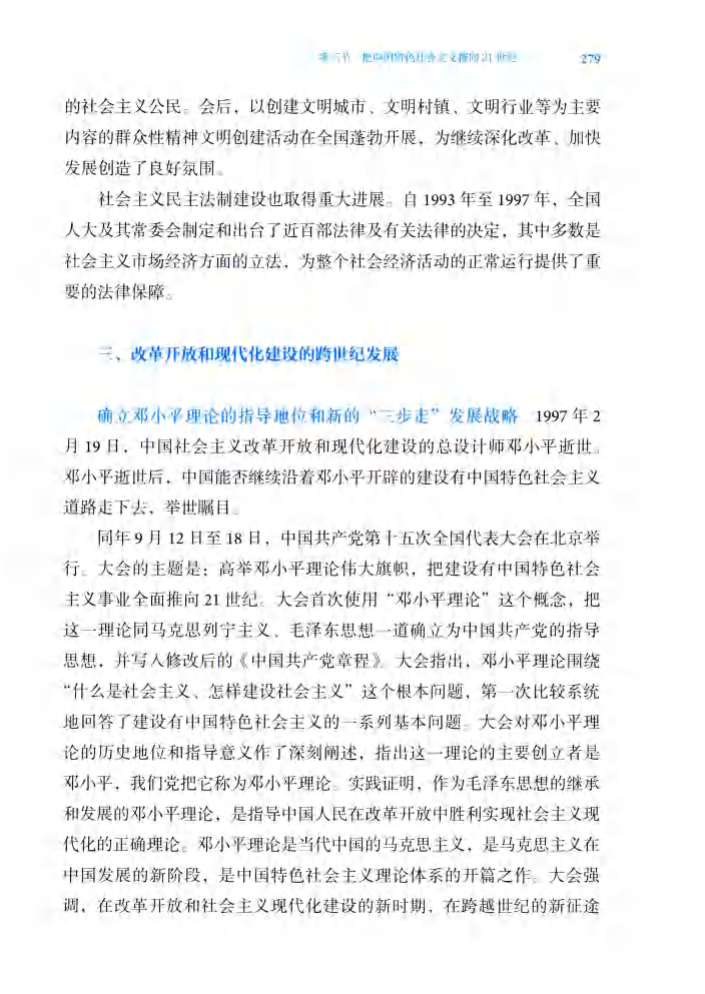 把中国特色社会主义推向 21 世纪 279
的社会主义公民。会后，以创建文明城市、文明村镇、文明行业等为主要
内容的群众性精神文明创建活动在全国蓬勃开展，为继续深化改革、加快
发展创造了良好氛围。
社会主义民主法制建设也取得重大进展。自 1993 年至 1997 年，全国
人大及其常委会制定和出台了近百部法律及有关法律的决定，其中多数是
社会主义市场经济方面的立法，为整个社会经济活动的正常运行提供了重
要的法律保障。
三、改革开放和现代化建设的跨世纪发展
确立邓小平理论的指导地位和新的“三步走”发展战略 1997 年 2
月 19 日，中国社会主义改革开放和现代化建设的总设计师邓小平逝世。
邓小平逝世后，中国能否继续沿着邓小平开辟的建设有中国特色社会主义
道路走下去，举世瞩目。
同年 9 月 12 日至 18 日，中国共产党第十五次全国代表大会在北京举
行。大会的主题是：高举邓小平理论伟大旗帜，把建设有中国特色社会
主义事业全面推向 21 世纪。大会首次使用“邓小平理论”这个概念，把
这一理论同马克思列宁主义、毛泽东思想一道确立为中国共产党的指导
思想，并写入修改后的《中国共产党章程》。大会指出，邓小平理论围绕
“什么是社会主义、怎样建设社会主义”这个根本问题，第一次比较系统
地回答了建设有中国特色社会主义的一系列基本问题。大会对邓小平理
论的历史地位和指导意义作了深刻阐述，指出这一理论的主要创立者是
邓小平，我们党把它称为邓小平理论。实践证明，作为毛泽东思想的继承
和发展的邓小平理论，是指导中国人民在改革开放中胜利实现社会主义现
代化的正确理论。邓小平理论是当代中国的马克思主义，是马克思主义在
中国发展的新阶段，是中国特色社会主义理论体系的开篇之作。大会强
调，在改革开放和社会主义现代化建设的新时期，在跨越世纪的新征途